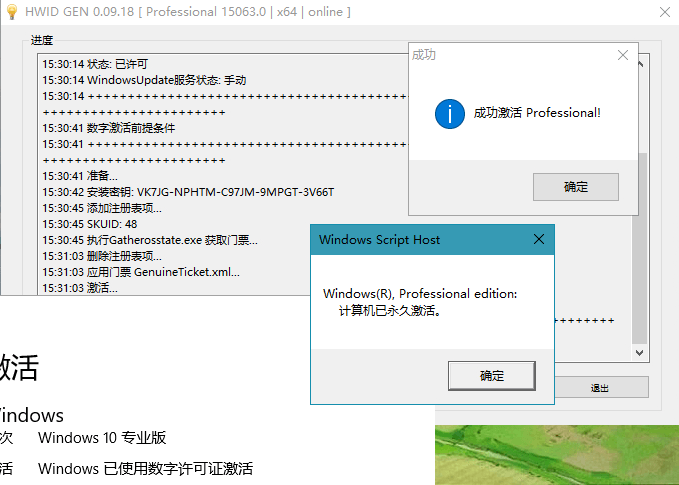 HWID GEN 0.09.18 [ Professional 15063.0 | x64 | online ]
进度
15:30:14 状态: 已许可
15:30:14 WindowsUpdate服务状态: 手动
15:30:14 ++++++++++++++++++++++++++++++++++++++++
+++++++++++++++++++++++
15:30:41 数字激活前提条件
15:30:41 ++++++++++++++++++++++++++++++++++++++++
+++++++++++++++++++++++
15:30:41 准备...
15:30:42 安装密钥: VK7JG-NPHTM-C97JM-9MPGT-3V66T
15:30:45 添加注册表项...
15:30:45 SKUID: 48
15:30:45 执行Gatherosstate.exe 获取门票...
15:31:03 删除注册表项...
15:31:03 应用门票 GenuineTicket.xml...
15:31:03 激活...
++++++++
退出
成功
成功激活 Professional!
确定
Windows Script Host
Windows(R), Professional edition:
计算机已永久激活。
确定
激活
Windows
次 Windows 10 专业版
活 Windows 已使用数字许可证激活